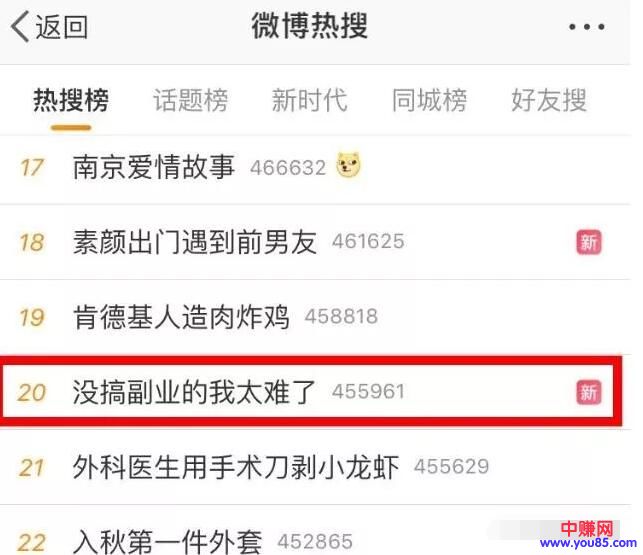 返回 微博热搜 •••
热搜榜 话题榜 新时代 同城榜 好友搜
17 南京爱情故事 466632
18 素颜出门遇到前男友 461625 新
19 肯德基人造肉炸鸡 458818
20 没搞副业的我太难了 455961 新
21 外科医生用手术刀剥小龙虾 455629
22 入秋第一件外套 452865
中赚网
www.you85.com